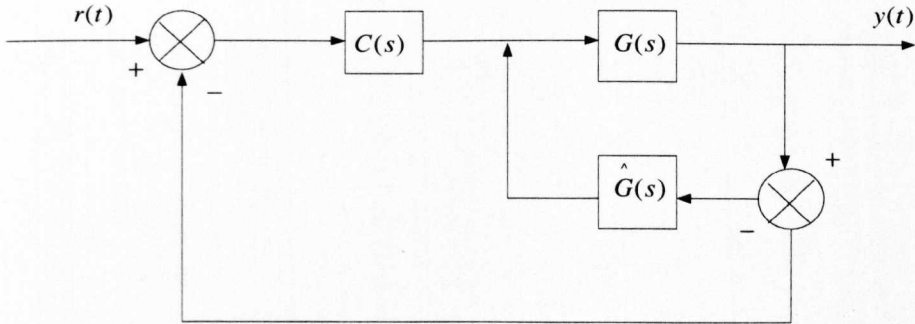 r(t)
y(t)
C(s)
G(s)
+
−
Ĝ(s)
+
−